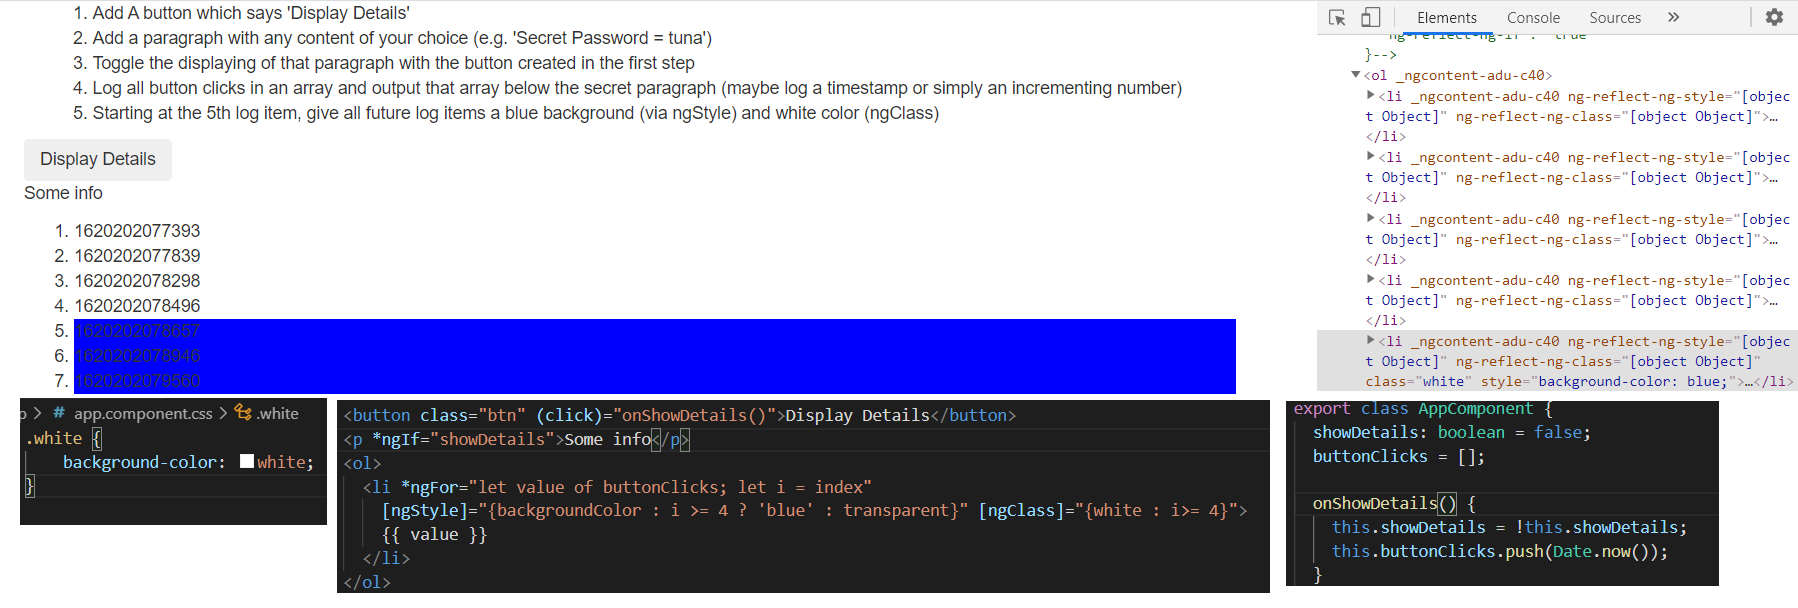 1. Add A button which says 'Display Details'
2. Add a paragraph with any content of your choice (e.g. 'Secret Password = tuna')
3. Toggle the displaying of that paragraph with the button created in the first step
4. Log all button clicks in an array and output that array below the secret paragraph (maybe log a timestamp or simply an incrementing number)
5. Starting at the 5th log item, give all future log items a blue background (via ngStyle) and white color (ngClass)
Display Details
Some info
1. 1620202077393
2. 1620202077839
3. 1620202078298
4. 1620202078496
5. 1620202078657
6. 1620202078946
7. 1620202079560
Elements Console Sources »
ng-reflect-ng-if": "true"
}-->
▼<ol _ngcontent-adu-c40>
▶<li _ngcontent-adu-c40 ng-reflect-ng-style="[objec
t Object]" ng-reflect-ng-class="[object Object]">…
</li>
▶<li _ngcontent-adu-c40 ng-reflect-ng-style="[objec
t Object]" ng-reflect-ng-class="[object Object]">…
</li>
▶<li _ngcontent-adu-c40 ng-reflect-ng-style="[objec
t Object]" ng-reflect-ng-class="[object Object]">…
</li>
▶<li _ngcontent-adu-c40 ng-reflect-ng-style="[objec
t Object]" ng-reflect-ng-class="[object Object]">…
</li>
▶<li _ngcontent-adu-c40 ng-reflect-ng-style="[objec
t Object]" ng-reflect-ng-class="[object Object]"
class="white" style="background-color: blue;">…</li>
> # app.component.css > .white
.white {
background-color: white;
}
<button class="btn" (click)="onShowDetails()">Display Details</button>
<p *ngIf="showDetails">Some info</p>
<ol>
<li *ngFor="let value of buttonClicks; let i = index"
[ngStyle]="{backgroundColor : i >= 4 ? 'blue' : transparent}" [ngClass]="{white : i>= 4}">
{{ value }}
</li>
</ol>
export class AppComponent {
showDetails: boolean = false;
buttonClicks = [];
onShowDetails() {
this.showDetails = !this.showDetails;
this.buttonClicks.push(Date.now());
}